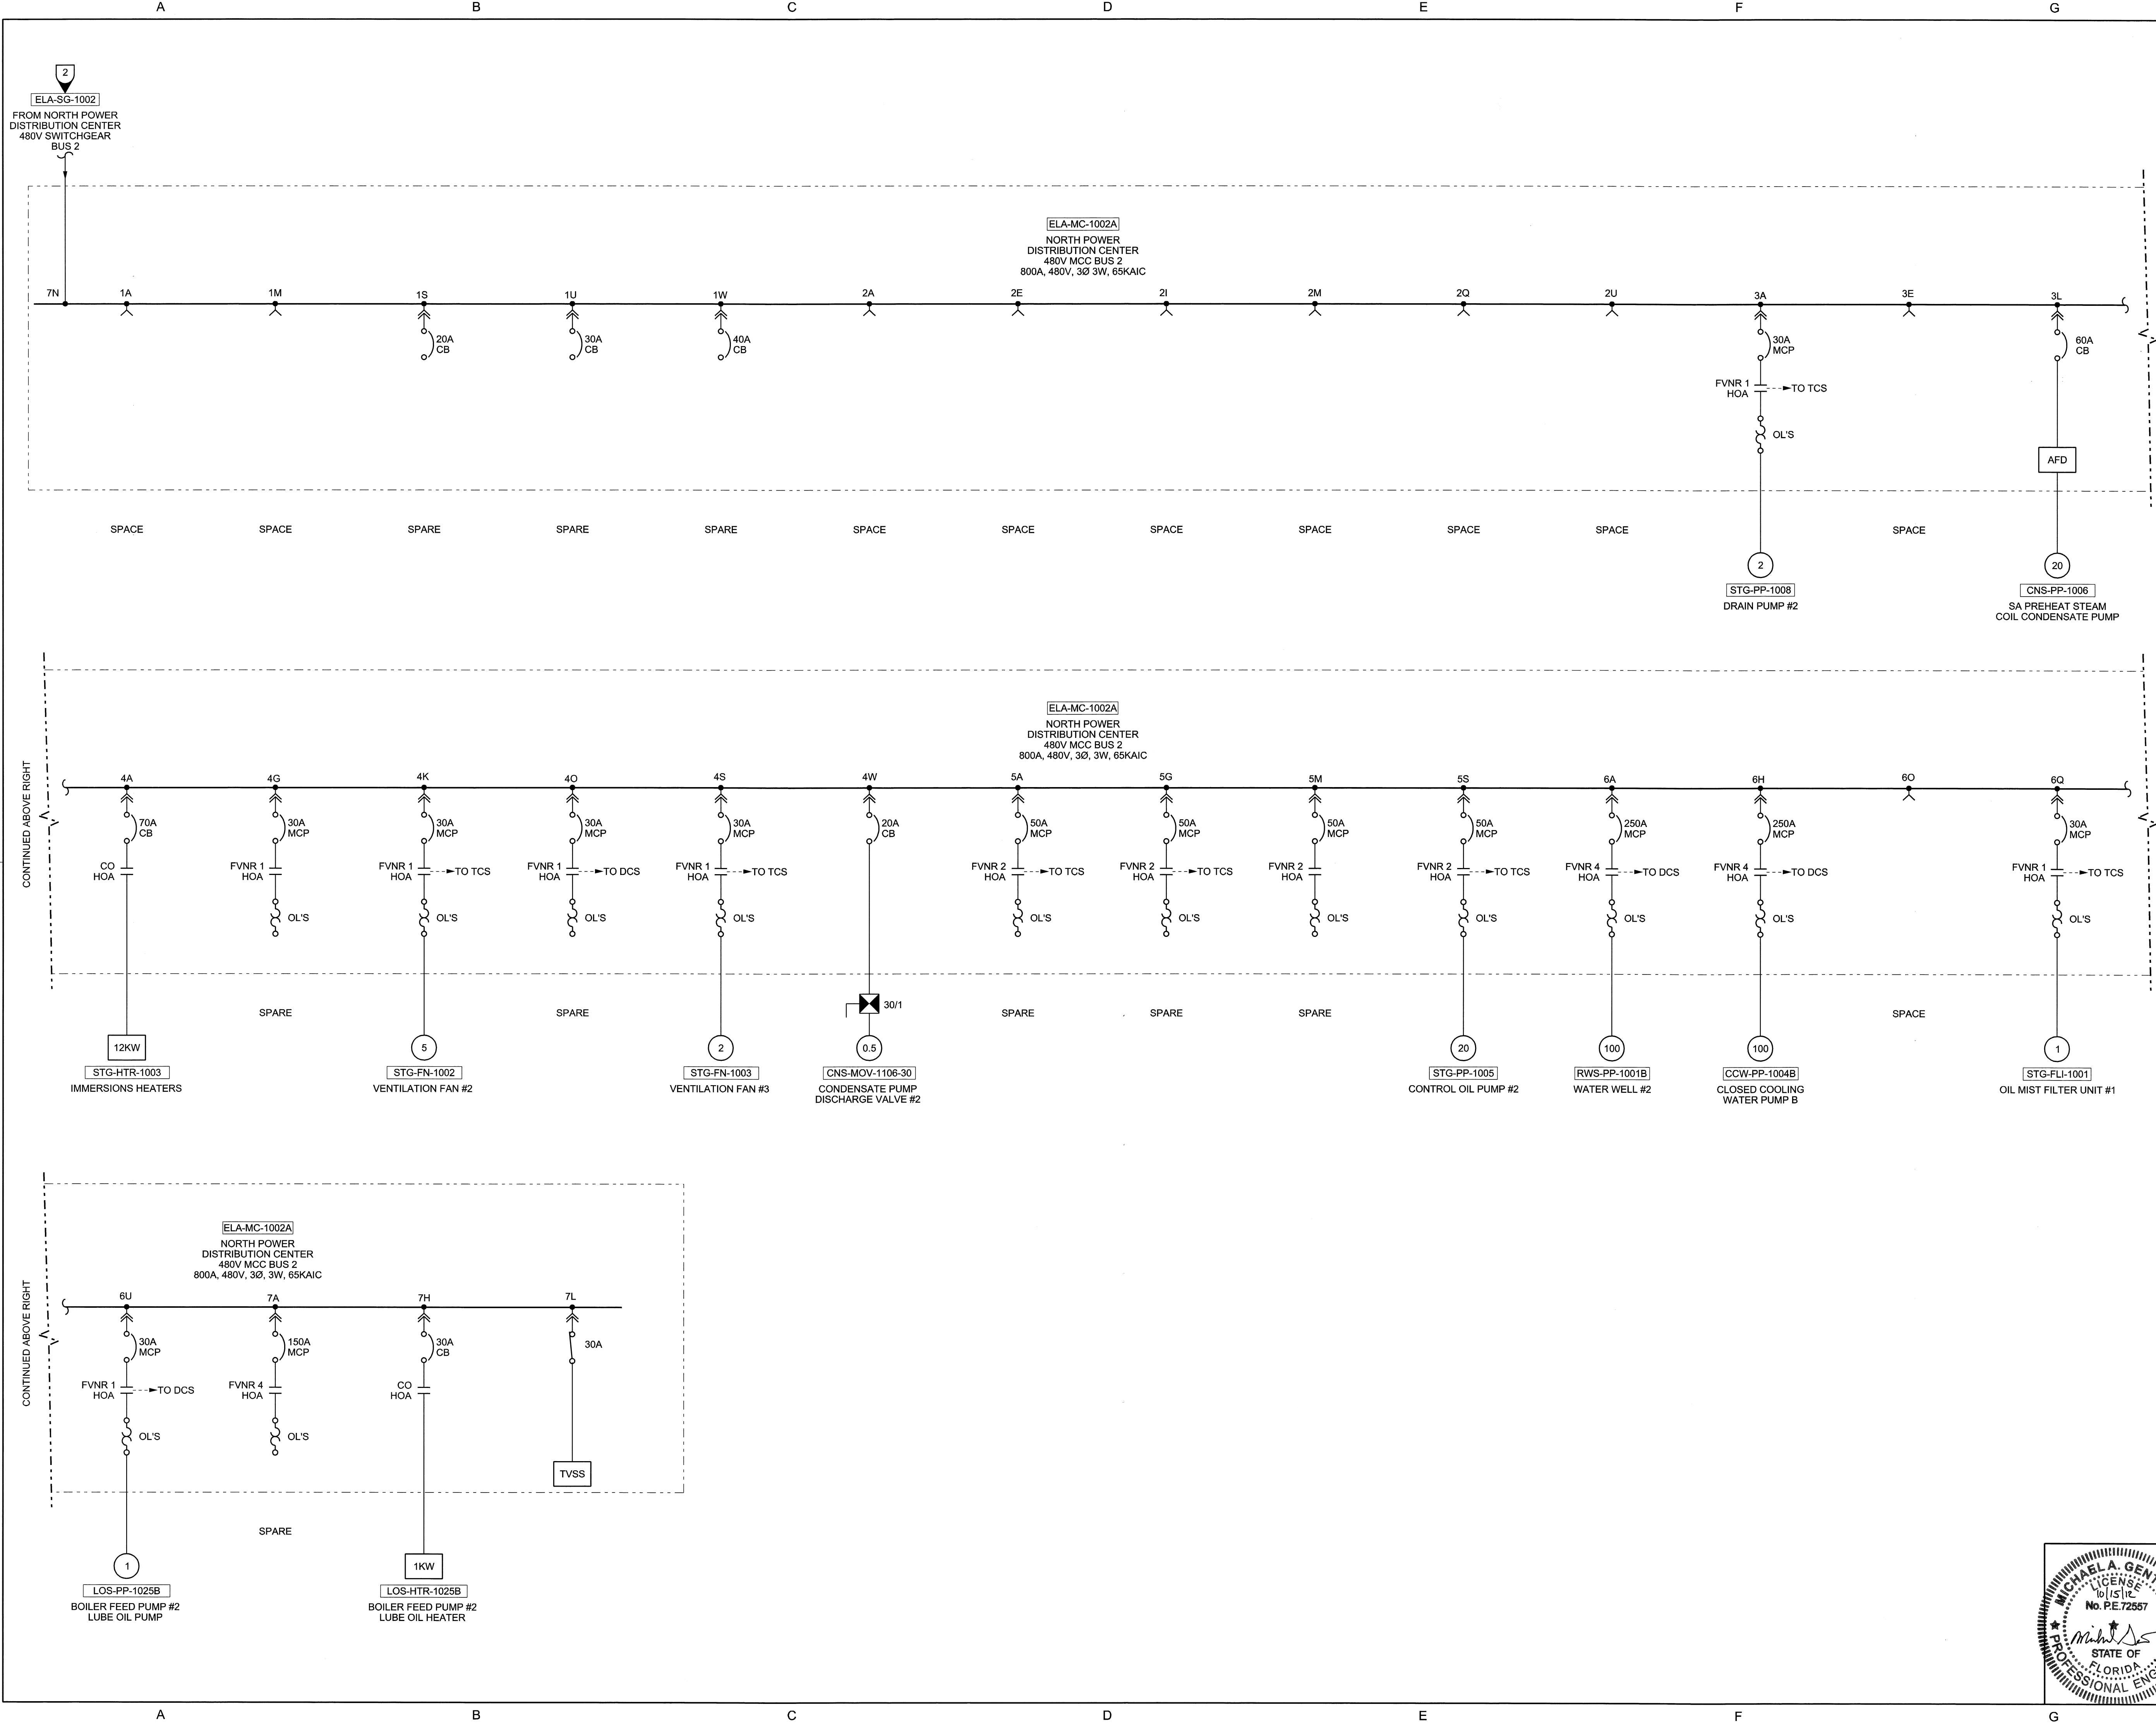 A B C D E F G
2
ELA-SG-1002
FROM NORTH POWER
DISTRIBUTION CENTER
480V SWITCHGEAR
BUS 2
ELA-MC-1002A
NORTH POWER
DISTRIBUTION CENTER
480V MCC BUS 2
800A, 480V, 3Ø 3W, 65KAIC
7N 1A 1M 1S 1U 1W 2A 2E 2I 2M 2Q 2U 3A 3E 3L
20A
CB
30A
CB
40A
CB
30A
MCP
60A
CB
FVNR 1
HOA
TO TCS
OL'S
AFD
SPACE SPACE SPARE SPARE SPARE SPACE SPACE SPACE SPACE SPACE SPACE SPACE
2
STG-PP-1008
DRAIN PUMP #2
20
CNS-PP-1006
SA PREHEAT STEAM
COIL CONDENSATE PUMP
CONTINUED ABOVE RIGHT
ELA-MC-1002A
NORTH POWER
DISTRIBUTION CENTER
480V MCC BUS 2
800A, 480V, 3Ø, 3W, 65KAIC
4A 4G 4K 4O 4S 4W 5A 5G 5M 5S 6A 6H 6O 6Q
70A
CB
30A
MCP
30A
MCP
30A
MCP
30A
MCP
20A
CB
50A
MCP
50A
MCP
50A
MCP
50A
MCP
250A
MCP
250A
MCP
30A
MCP
CO
HOA
FVNR 1
HOA
FVNR 1
HOA
TO TCS
FVNR 1
HOA
TO DCS
FVNR 1
HOA
TO TCS
FVNR 2
HOA
TO TCS
FVNR 2
HOA
TO TCS
FVNR 2
HOA
FVNR 2
HOA
TO TCS
FVNR 4
HOA
TO DCS
FVNR 4
HOA
TO DCS
FVNR 1
HOA
TO TCS
OL'S OL'S OL'S OL'S OL'S OL'S OL'S OL'S OL'S OL'S OL'S
30/1
SPARE SPARE SPARE SPARE SPARE SPACE
12KW
STG-HTR-1003
IMMERSIONS HEATERS
5
STG-FN-1002
VENTILATION FAN #2
2
STG-FN-1003
VENTILATION FAN #3
0.5
CNS-MOV-1106-30
CONDENSATE PUMP
DISCHARGE VALVE #2
20
STG-PP-1005
CONTROL OIL PUMP #2
100
RWS-PP-1001B
WATER WELL #2
100
CCW-PP-1004B
CLOSED COOLING
WATER PUMP B
1
STG-FLI-1001
OIL MIST FILTER UNIT #1
CONTINUED ABOVE RIGHT
ELA-MC-1002A
NORTH POWER
DISTRIBUTION CENTER
480V MCC BUS 2
800A, 480V, 3Ø, 3W, 65KAIC
6U 7A 7H 7L
30A
MCP
150A
MCP
30A
CB
30A
FVNR 1
HOA
TO DCS
FVNR 4
HOA
CO
HOA
OL'S OL'S
TVSS
SPARE
1
LOS-PP-1025B
BOILER FEED PUMP #2
LUBE OIL PUMP
1KW
LOS-HTR-1025B
BOILER FEED PUMP #2
LUBE OIL HEATER
MICHAEL A.
LICENSE
10/15/12
No. P.E.72557
STATE OF
FLORIDA
PROFESSIONAL
A B C D E F G